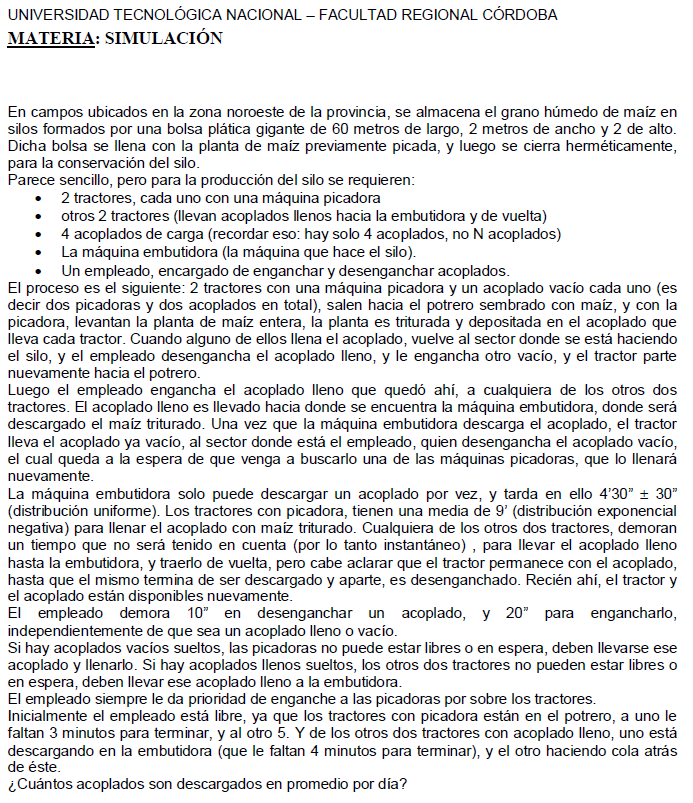 UNIVERSIDAD TECNOLÓGICA NACIONAL – FACULTAD REGIONAL CÓRDOBA
MATERIA: SIMULACIÓN
En campos ubicados en la zona noroeste de la provincia, se almacena el grano húmedo de maíz en
silos formados por una bolsa plática gigante de 60 metros de largo, 2 metros de ancho y 2 de alto.
Dicha bolsa se llena con la planta de maíz previamente picada, y luego se cierra herméticamente,
para la conservación del silo.
Parece sencillo, pero para la producción del silo se requieren:
• 2 tractores, cada uno con una máquina picadora
• otros 2 tractores (llevan acoplados llenos hacia la embutidora y de vuelta)
• 4 acoplados de carga (recordar eso: hay solo 4 acoplados, no N acoplados)
• La máquina embutidora (la máquina que hace el silo).
• Un empleado, encargado de enganchar y desenganchar acoplados.
El proceso es el siguiente: 2 tractores con una máquina picadora y un acoplado vacío cada uno (es
decir dos picadoras y dos acoplados en total), salen hacia el potrero sembrado con maíz, y con la
picadora, levantan la planta de maíz entera, la planta es triturada y depositada en el acoplado que
lleva cada tractor. Cuando alguno de ellos llena el acoplado, vuelve al sector donde se está haciendo
el silo, y el empleado desengancha el acoplado lleno, y le engancha otro vacío, y el tractor parte
nuevamente hacia el potrero.
Luego el empleado engancha el acoplado lleno que quedó ahí, a cualquiera de los otros dos
tractores. El acoplado lleno es llevado hacia donde se encuentra la máquina embutidora, donde será
descargado el maíz triturado. Una vez que la máquina embutidora descarga el acoplado, el tractor
lleva el acoplado ya vacío, al sector donde está el empleado, quien desengancha el acoplado vacío,
el cual queda a la espera de que venga a buscarlo una de las máquinas picadoras, que lo llenará
nuevamente.
La máquina embutidora solo puede descargar un acoplado por vez, y tarda en ello 4'30” ± 30”
(distribución uniforme). Los tractores con picadora, tienen una media de 9’ (distribución exponencial
negativa) para llenar el acoplado con maíz triturado. Cualquiera de los otros dos tractores, demoran
un tiempo que no será tenido en cuenta (por lo tanto instantáneo) , para llevar el acoplado lleno
hasta la embutidora, y traerlo de vuelta, pero cabe aclarar que el tractor permanece con el acoplado,
hasta que el mismo termina de ser descargado y aparte, es desenganchado. Recién ahí, el tractor y
el acoplado están disponibles nuevamente.
El empleado demora 10” en desenganchar un acoplado, y 20” para engancharlo,
independientemente de que sea un acoplado lleno o vacío.
Si hay acoplados vacíos sueltos, las picadoras no puede estar libres o en espera, deben llevarse ese
acoplado y llenarlo. Si hay acoplados llenos sueltos, los otros dos tractores no pueden estar libres o
en espera, deben llevar ese acoplado lleno a la embutidora.
El empleado siempre le da prioridad de enganche a las picadoras por sobre los tractores.
Inicialmente el empleado está libre, ya que los tractores con picadora están en el potrero, a uno le
faltan 3 minutos para terminar, y al otro 5. Y de los otros dos tractores con acoplado lleno, uno está
descargando en la embutidora (que le faltan 4 minutos para terminar), y el otro haciendo cola atrás
de éste.
¿Cuántos acoplados son descargados en promedio por día?